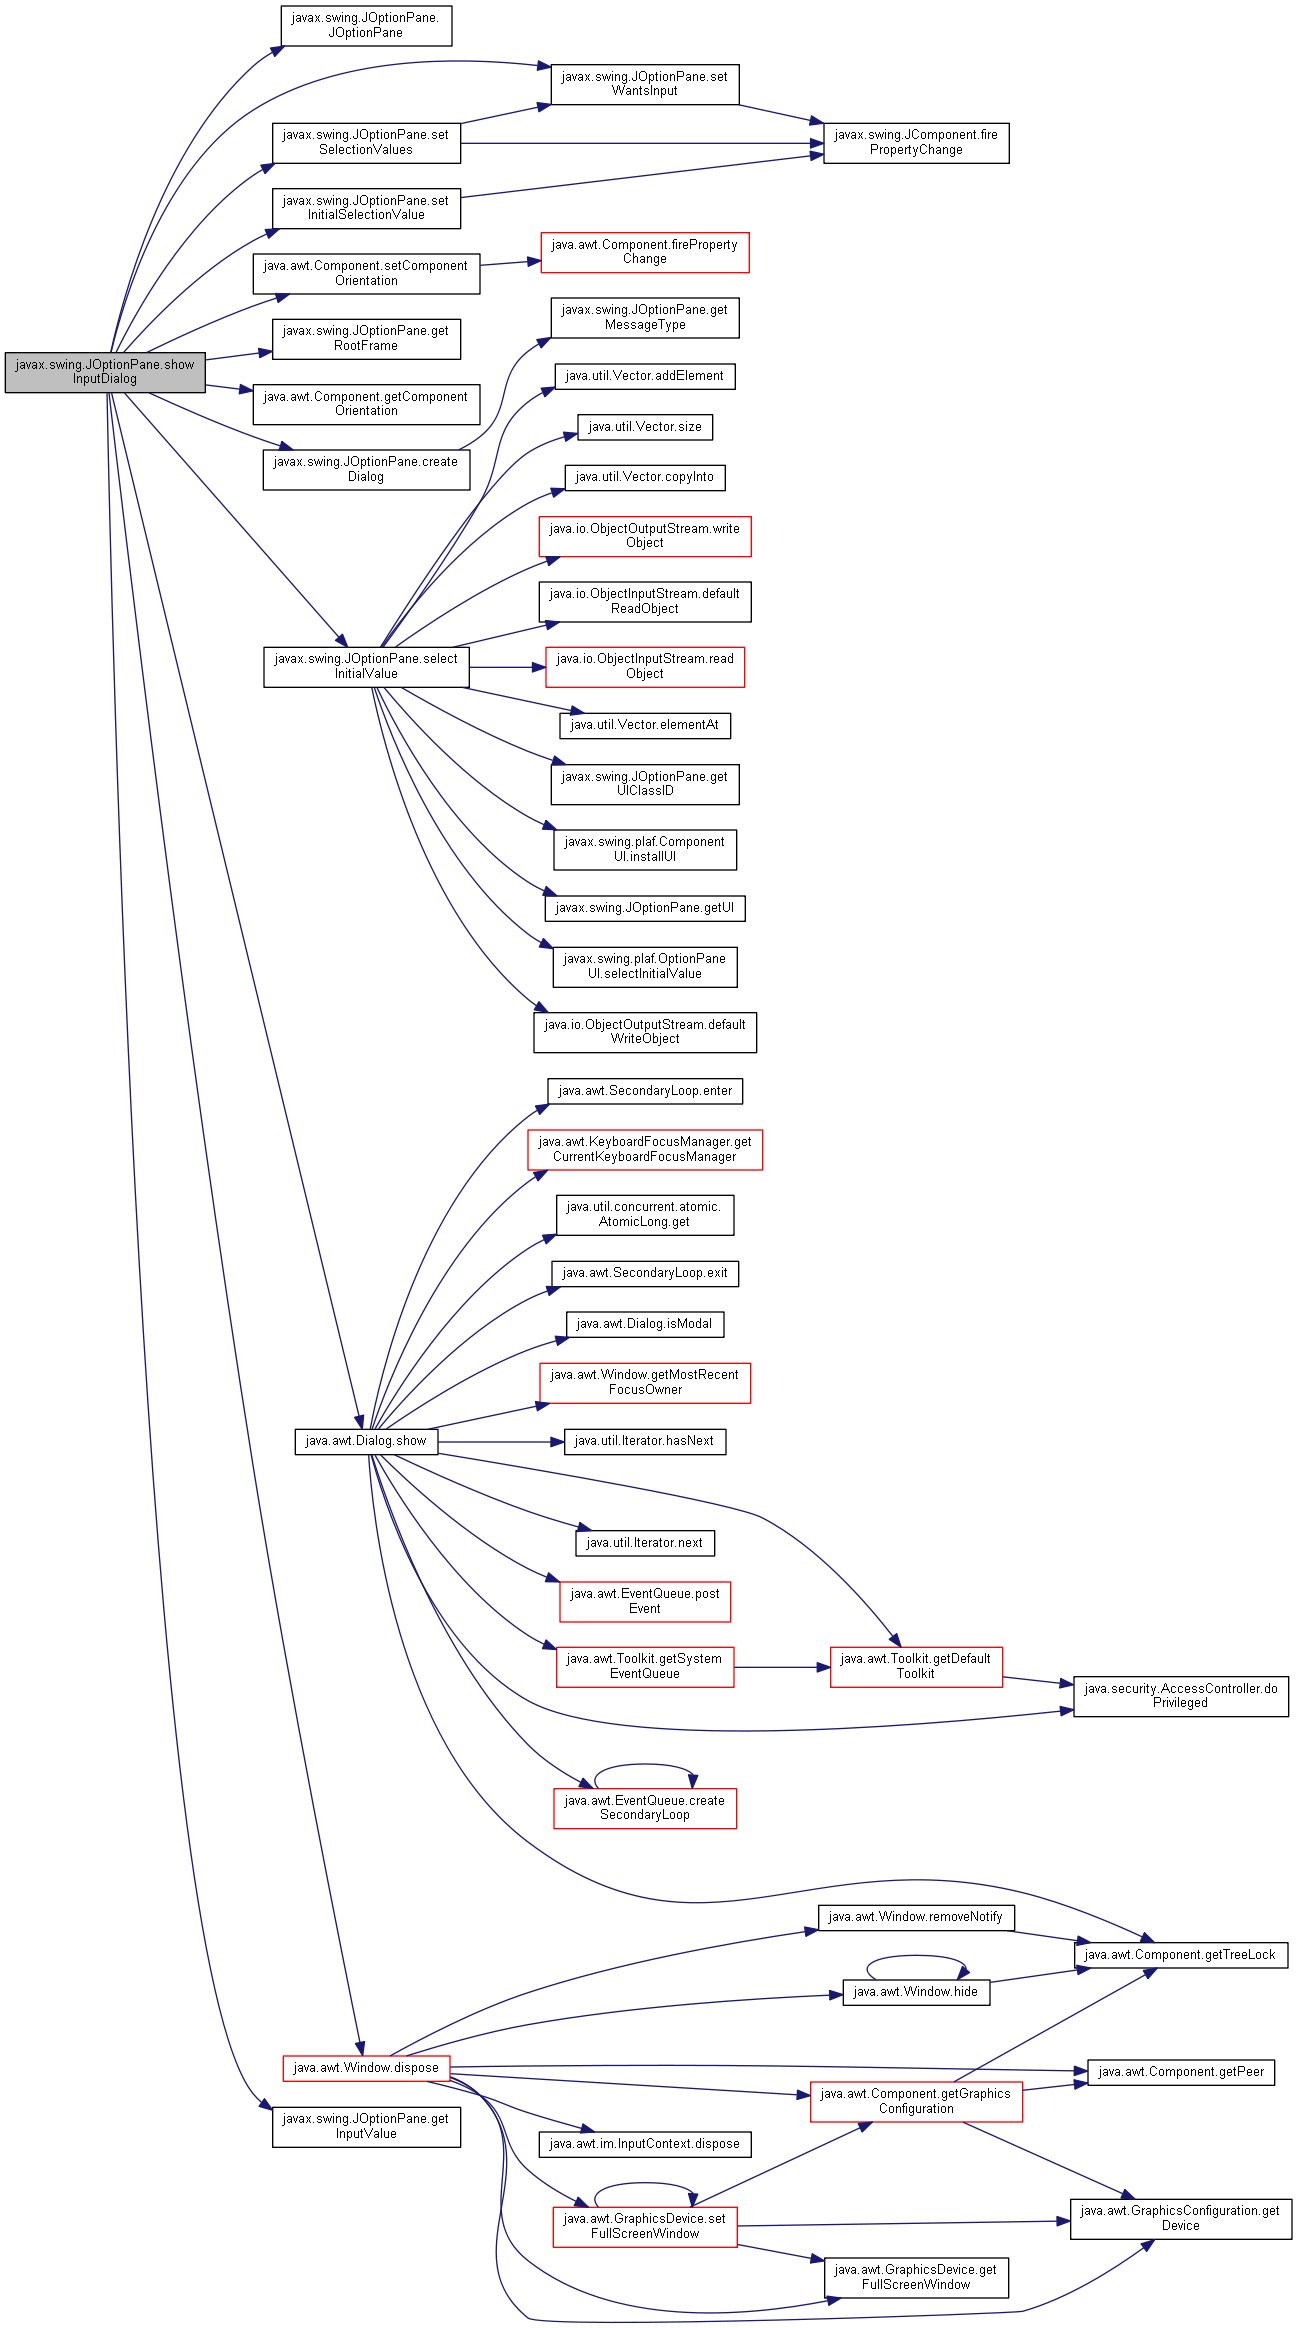 javax.swing.JOptionPane.
JOptionPane
javax.swing.JOptionPane.set
WantsInput
javax.swing.JOptionPane.set
SelectionValues
javax.swing.JComponent.fire
PropertyChange
javax.swing.JOptionPane.set
InitialSelectionValue
java.awt.Component.fireProperty
Change
java.awt.Component.setComponent
Orientation
javax.swing.JOptionPane.get
MessageType
javax.swing.JOptionPane.get
RootFrame
javax.swing.JOptionPane.show
InputDialog
java.util.Vector.addElement
java.awt.Component.getComponent
Orientation
java.util.Vector.size
javax.swing.JOptionPane.create
Dialog
java.util.Vector.copyInto
java.io.ObjectOutputStream.write
Object
java.io.ObjectInputStream.default
ReadObject
javax.swing.JOptionPane.select
InitialValue
java.io.ObjectInputStream.read
Object
java.util.Vector.elementAt
javax.swing.JOptionPane.get
UIClassID
javax.swing.plaf.Component
UI.installUI
javax.swing.JOptionPane.getUI
javax.swing.plaf.OptionPane
UI.selectInitialValue
java.io.ObjectOutputStream.default
WriteObject
java.awt.SecondaryLoop.enter
java.awt.KeyboardFocusManager.get
CurrentKeyboardFocusManager
java.util.concurrent.atomic.
AtomicLong.get
java.awt.SecondaryLoop.exit
java.awt.Dialog.isModal
java.awt.Window.getMostRecent
FocusOwner
java.awt.Dialog.show
java.util.Iterator.hasNext
java.util.Iterator.next
java.awt.EventQueue.post
Event
java.awt.Toolkit.getSystem
EventQueue
java.awt.Toolkit.getDefault
Toolkit
java.security.AccessController.do
Privileged
java.awt.EventQueue.create
SecondaryLoop
java.awt.Window.removeNotify
java.awt.Component.getTreeLock
java.awt.Window.hide
java.awt.Window.dispose
java.awt.Component.getPeer
java.awt.Component.getGraphics
Configuration
javax.swing.JOptionPane.get
InputValue
java.awt.im.InputContext.dispose
java.awt.GraphicsDevice.set
FullScreenWindow
java.awt.GraphicsConfiguration.get
Device
java.awt.GraphicsDevice.get
FullScreenWindow